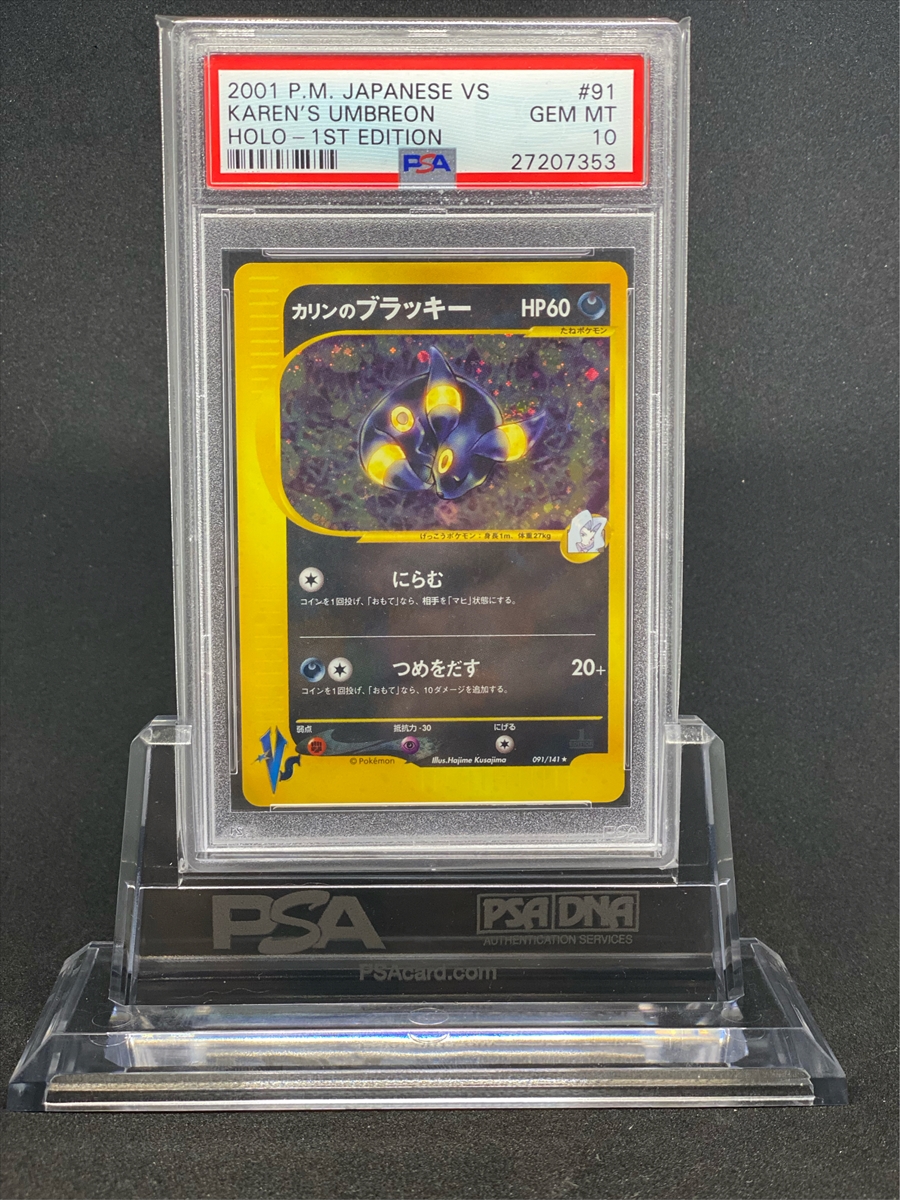 2001 P.M. JAPANESE VS #91
KAREN'S UMBREON GEM MT
HOLO-1ST EDITION 10
PSA 27207353
カリンのブラッキー HP60
たねポケモン
げっこうポケモン:身長1m、体重27kg
にらむ
コインを1回投げ、「おもて」なら、相手を「マヒ」状態にする。
つめをだす 20+
コインを1回投げ、「おもて」なら、10ダメージを追加する。
弱点 抵抗力-30 にげる
VS ©Pokémon Illus.Hajime Kusajima 091/141★
PSA
PSA PSA DNA
AUTHENTICATION SERVICES
PSAcard.com